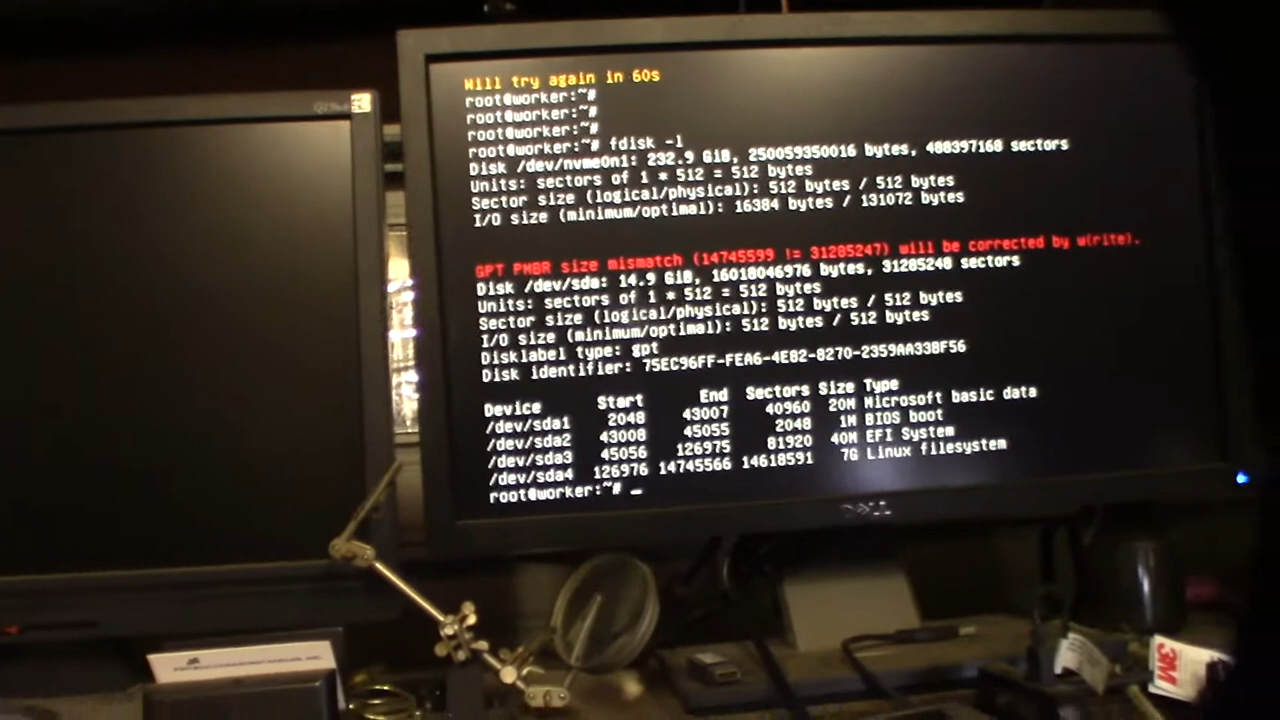 Will try again in 60s
root@worker:~#
root@worker:~#
root@worker:~#
root@worker:~# fdisk -l
Disk /dev/nvme0n1: 232.9 GiB, 250059350016 bytes, 488397168 sectors
Units: sectors of 1 * 512 = 512 bytes
Sector size (logical/physical): 512 bytes / 512 bytes
I/O size (minimum/optimal): 16384 bytes / 131072 bytes
GPT PMBR size mismatch (14745599 != 31285247) will be corrected by w(rite).
Disk /dev/sda: 14.9 GiB, 16018046976 bytes, 31285248 sectors
Units: sectors of 1 * 512 = 512 bytes
Sector size (logical/physical): 512 bytes / 512 bytes
I/O size (minimum/optimal): 512 bytes / 512 bytes
Disklabel type: gpt
Disk identifier: 75EC96FF-FEA6-4E82-8270-2359AA33BF56
Device Start End Sectors Size Type
/dev/sda1 2048 43007 40960 20M Microsoft basic data
/dev/sda2 43008 45055 2048 1M BIOS boot
/dev/sda3 45056 126975 81920 40M EFI System
/dev/sda4 126976 14745566 14618591 7G Linux filesystem
root@worker:~# _
DELL
3M